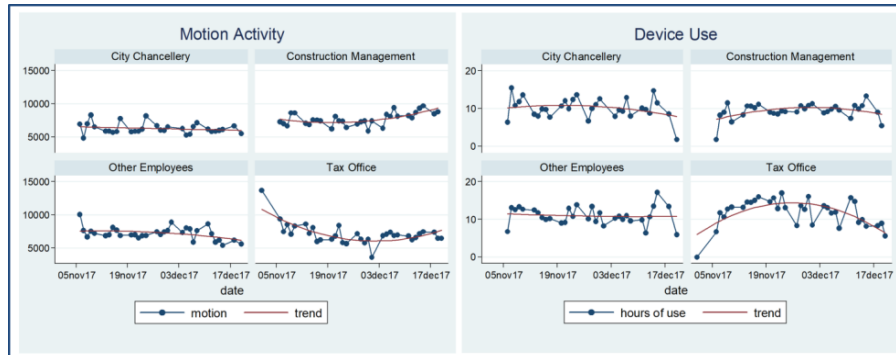 Motion Activity
City Chancellery
Construction Management
15000
10000
5000
Other Employees
Tax Office
15000
10000
5000
05nov17 19nov17 03dec17 17dec17
05nov17 19nov17 03dec17 17dec17
date
motion
trend
Device Use
City Chancellery
Construction Management
20
10
0
Other Employees
Tax Office
20
10
0
05nov17 19nov17 03dec17 17dec17
05nov17 19nov17 03dec17 17dec17
date
hours of use
trend